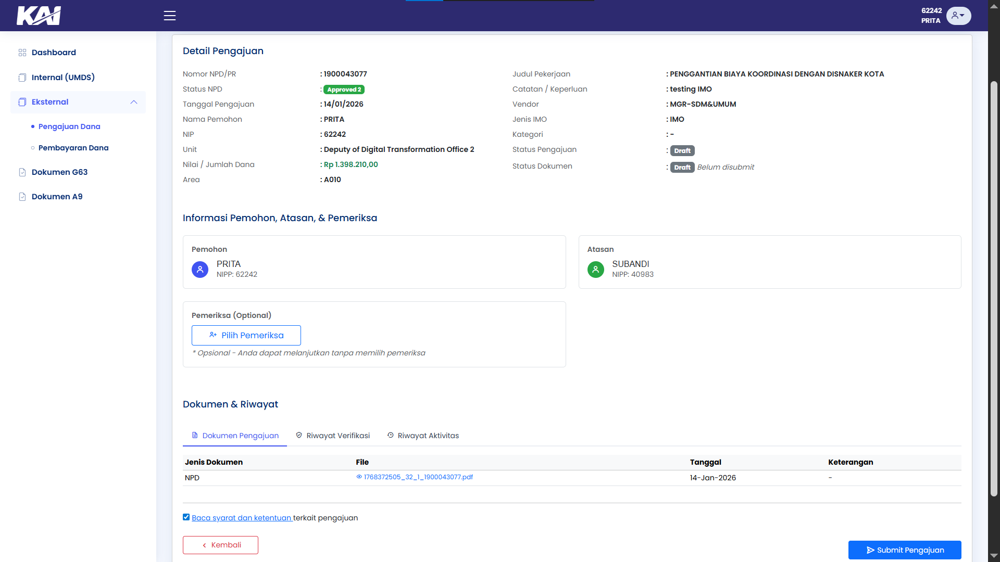 KAI
62242
PRITA
Dashboard
Internal (UMDS)
Eksternal
Pengajuan Dana
Pembayaran Dana
Dokumen G63
Dokumen A9
Detail Pengajuan
Nomor NPD/PR : 1900043077
Status NPD : Approved 2
Tanggal Pengajuan : 14/01/2026
Nama Pemohon : PRITA
NIP : 62242
Unit : Deputy of Digital Transformation Office 2
Nilai / Jumlah Dana : Rp 1.398.210,00
Area : A010
Judul Pekerjaan : PENGGANTIAN BIAYA KOORDINASI DENGAN DISNAKER KOTA
Catatan / Keperluan : testing IMO
Vendor : MGR-SDM&UMUM
Jenis IMO : IMO
Kategori : -
Status Pengajuan : Draft
Status Dokumen : Draft Belum disubmit
Informasi Pemohon, Atasan, & Pemeriksa
Pemohon
PRITA
NIPP: 62242
Atasan
SUBANDI
NIPP: 40983
Pemeriksa (Optional)
Pilih Pemeriksa
* Opsional - Anda dapat melanjutkan tanpa memilih pemeriksa
Dokumen & Riwayat
Dokumen Pengajuan Riwayat Verifikasi Riwayat Aktivitas
Jenis Dokumen File Tanggal Keterangan
NPD 1768372505_32_1_1900043077.pdf 14-Jan-2026 -
Baca syarat dan ketentuan terkait pengajuan
Kembali
Submit Pengajuan